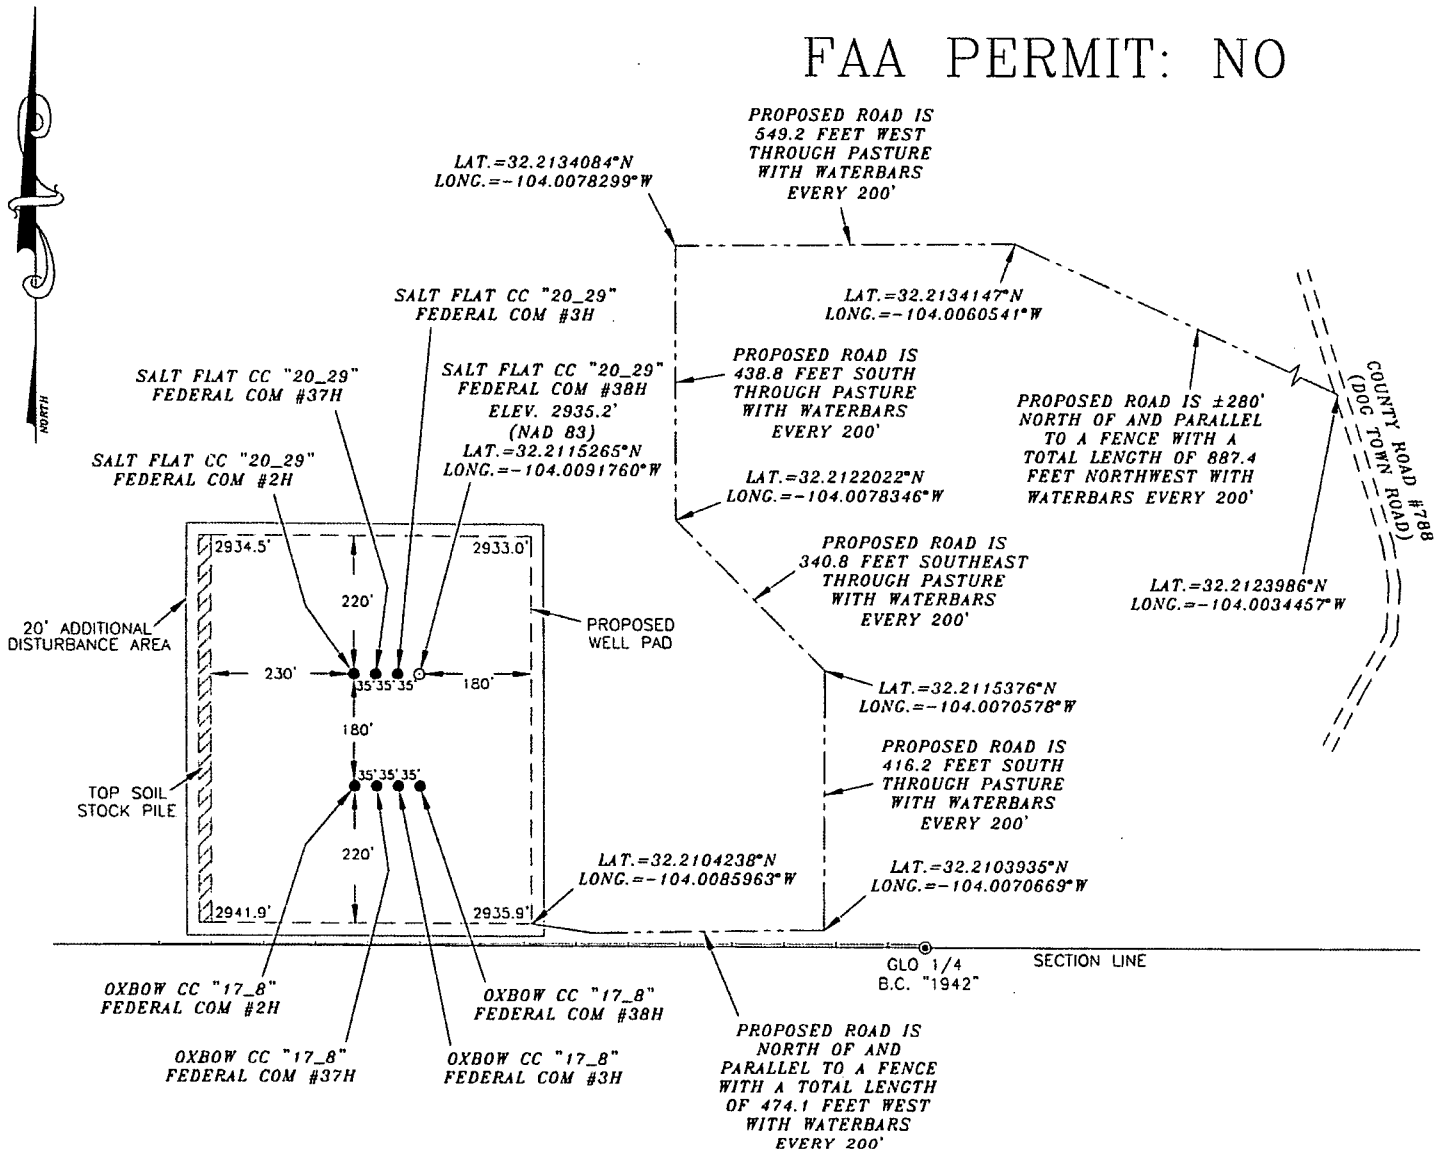 FAA PERMIT: NO
PROPOSED ROAD IS
549.2 FEET WEST
THROUGH PASTURE
WITH WATERBARS
EVERY 200'
LAT.=32.2134084°N
LONG.=-104.0078299°W
NORTH
SALT FLAT CC "20_29"
FEDERAL COM #3H
LAT.=32.2134147°N
LONG.=-104.0060541°W
SALT FLAT CC "20_29"
FEDERAL COM #37H
SALT FLAT CC "20_29"
FEDERAL COM #38H
ELEV. 2935.2'
(NAD 83)
LAT.=32.2115265°N
LONG.=-104.0091760°W
PROPOSED ROAD IS
438.8 FEET SOUTH
THROUGH PASTURE
WITH WATERBARS
EVERY 200'
PROPOSED ROAD IS ±280'
NORTH OF AND PARALLEL
TO A FENCE WITH A
TOTAL LENGTH OF 887.4
FEET NORTHWEST WITH
WATERBARS EVERY 200'
COUNTY ROAD #788
(DOG TOWN ROAD)
SALT FLAT CC "20_29"
FEDERAL COM #2H
LAT.=32.2122022°N
LONG.=-104.0078346°W
2934.5'
2933.0'
PROPOSED ROAD IS
340.8 FEET SOUTHEAST
THROUGH PASTURE
WITH WATERBARS
EVERY 200'
LAT.=32.2123986°N
LONG.=-104.0034457°W
220'
20' ADDITIONAL
DISTURBANCE AREA
PROPOSED
WELL PAD
230'
35' 35' 35'
180'
LAT.=32.2115376°N
LONG.=-104.0070578°W
180'
PROPOSED ROAD IS
416.2 FEET SOUTH
THROUGH PASTURE
WITH WATERBARS
EVERY 200'
35' 35' 35'
TOP SOIL
STOCK PILE
220'
LAT.=32.2104238°N
LONG.=-104.0085963°W
LAT.=32.2103935°N
LONG.=-104.0070669°W
2941.9'
2935.9'
GLO 1/4
B.C. "1942"
SECTION LINE
OXBOW CC "17_8"
FEDERAL COM #2H
OXBOW CC "17_8"
FEDERAL COM #38H
OXBOW CC "17_8"
FEDERAL COM #37H
OXBOW CC "17_8"
FEDERAL COM #3H
PROPOSED ROAD IS
NORTH OF AND
PARALLEL TO A FENCE
WITH A TOTAL LENGTH
OF 474.1 FEET WEST
WITH WATERBARS
EVERY 200'